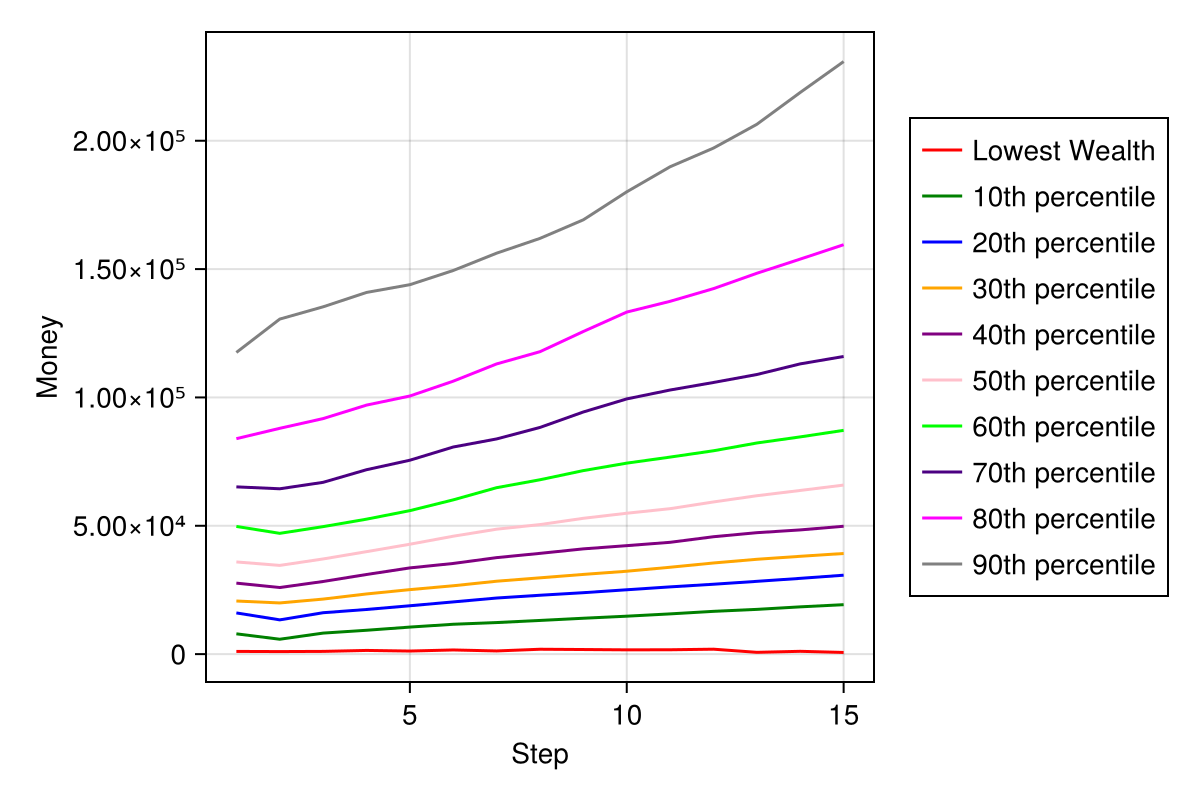 2.00×10⁵
1.50×10⁵
1.00×10⁵
5.00×10⁴
0
Money
5
10
15
Step
Lowest Wealth
10th percentile
20th percentile
30th percentile
40th percentile
50th percentile
60th percentile
70th percentile
80th percentile
90th percentile